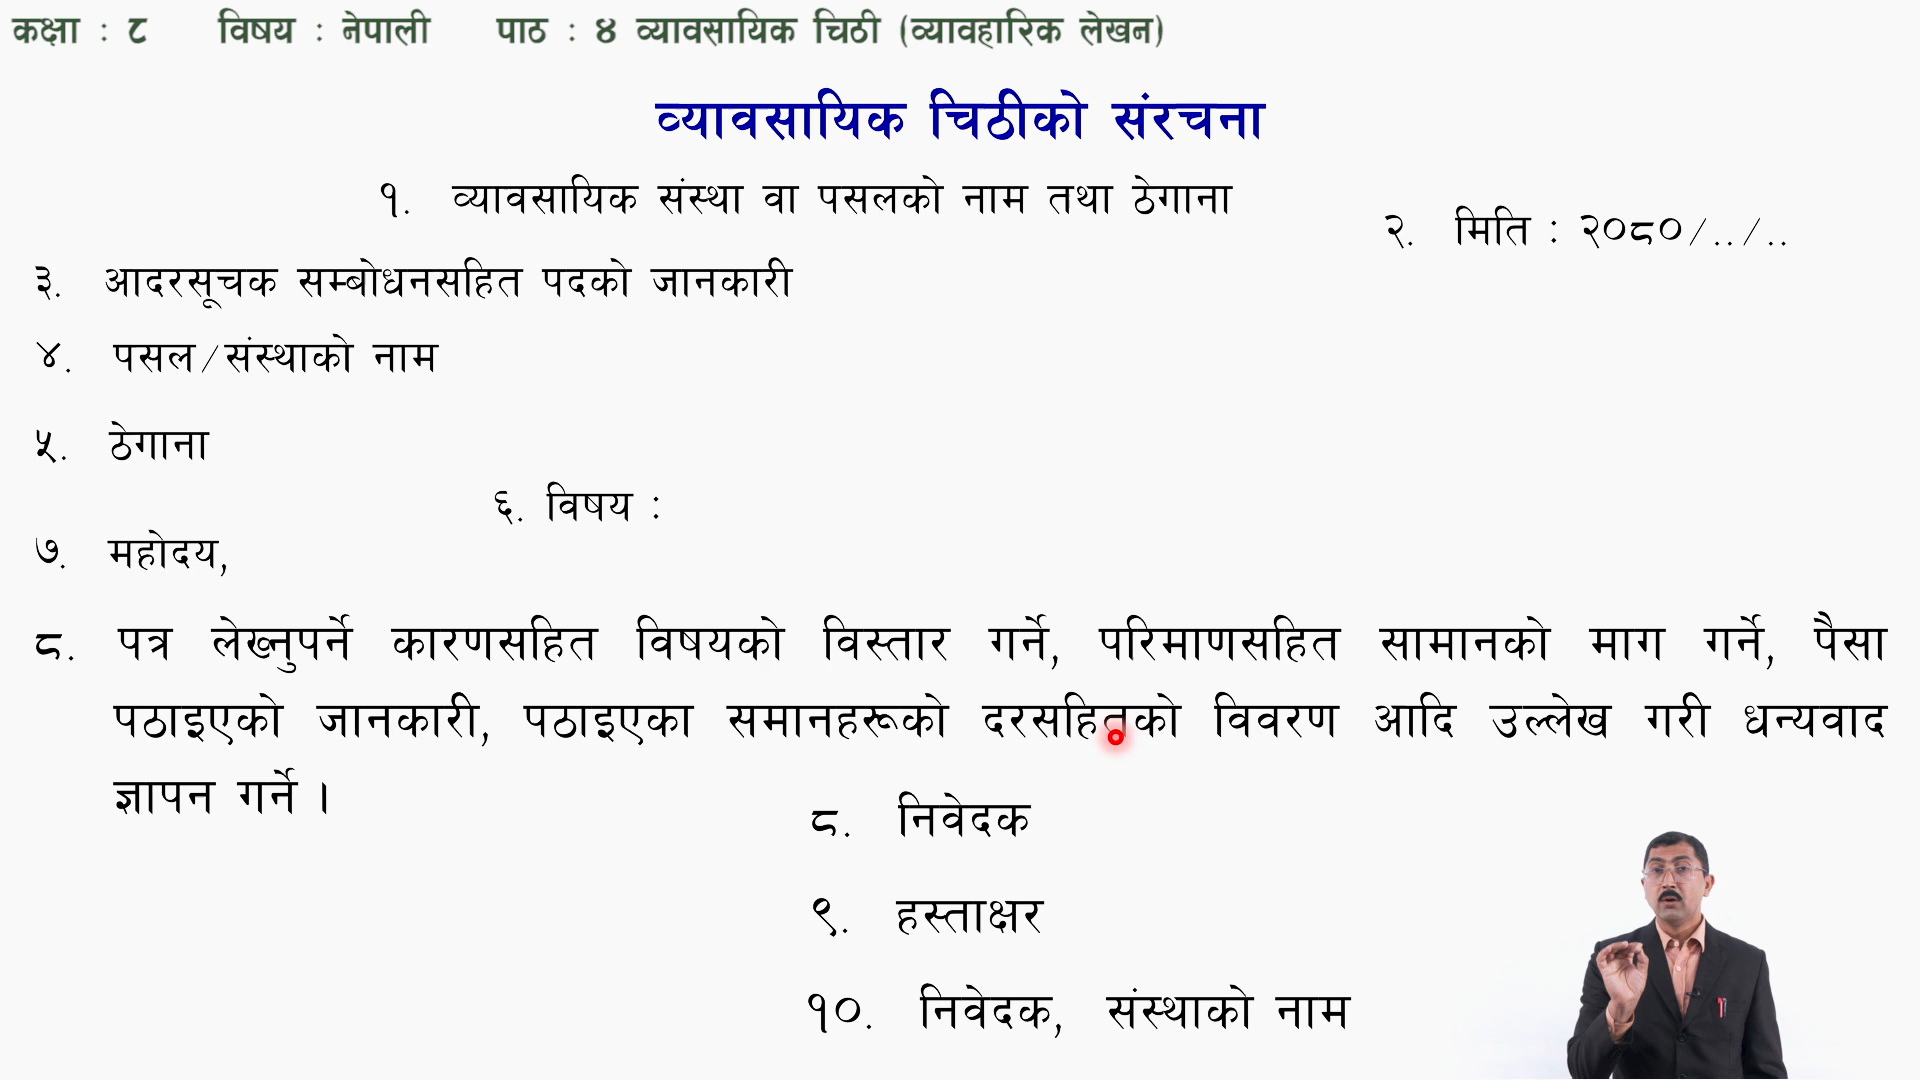 कक्षा : ८ विषय : नेपाली पाठ : ४ व्यावसायिक चिठी (व्यावहारिक लेखन)
व्यावसायिक चिठीको संरचना
१. व्यावसायिक संस्था वा पसलको नाम तथा ठेगाना
२. मिति : २०८०/../..
३. आदरसूचक सम्बोधनसहित पदको जानकारी
४. पसल/संस्थाको नाम
५. ठेगाना
६. विषय :
७. महोदय,
८. पत्र लेख्नुपर्ने कारणसहित विषयको विस्तार गर्ने, परिमाणसहित सामानको माग गर्ने, पैसा
पठाइएको जानकारी, पठाइएका समानहरूको दरसहितको विवरण आदि उल्लेख गरी धन्यवाद
ज्ञापन गर्ने ।
८. निवेदक
९. हस्ताक्षर
१०. निवेदक, संस्थाको नाम